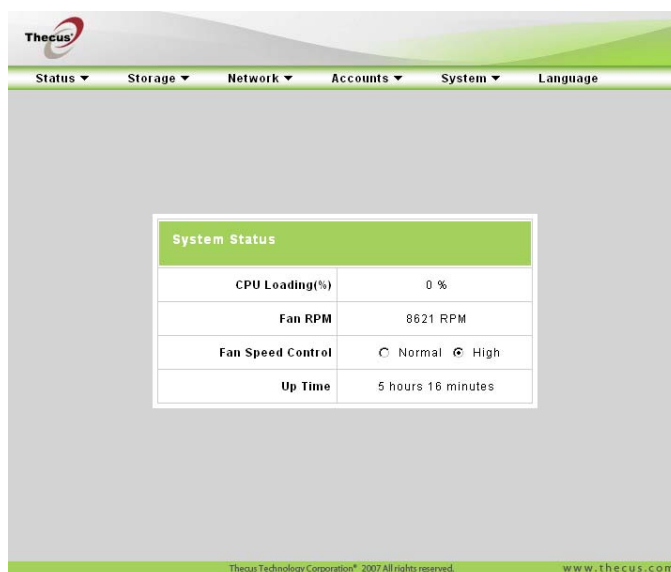 Thecus
Status ▼ Storage ▼ Network ▼ Accounts ▼ System ▼ Language
System Status
CPU Loading(%) 0 %
Fan RPM 8621 RPM
Fan Speed Control Normal High
Up Time 5 hours 16 minutes
Thecus Technology Corporation® 2007 All rights reserved. www.thecus.com